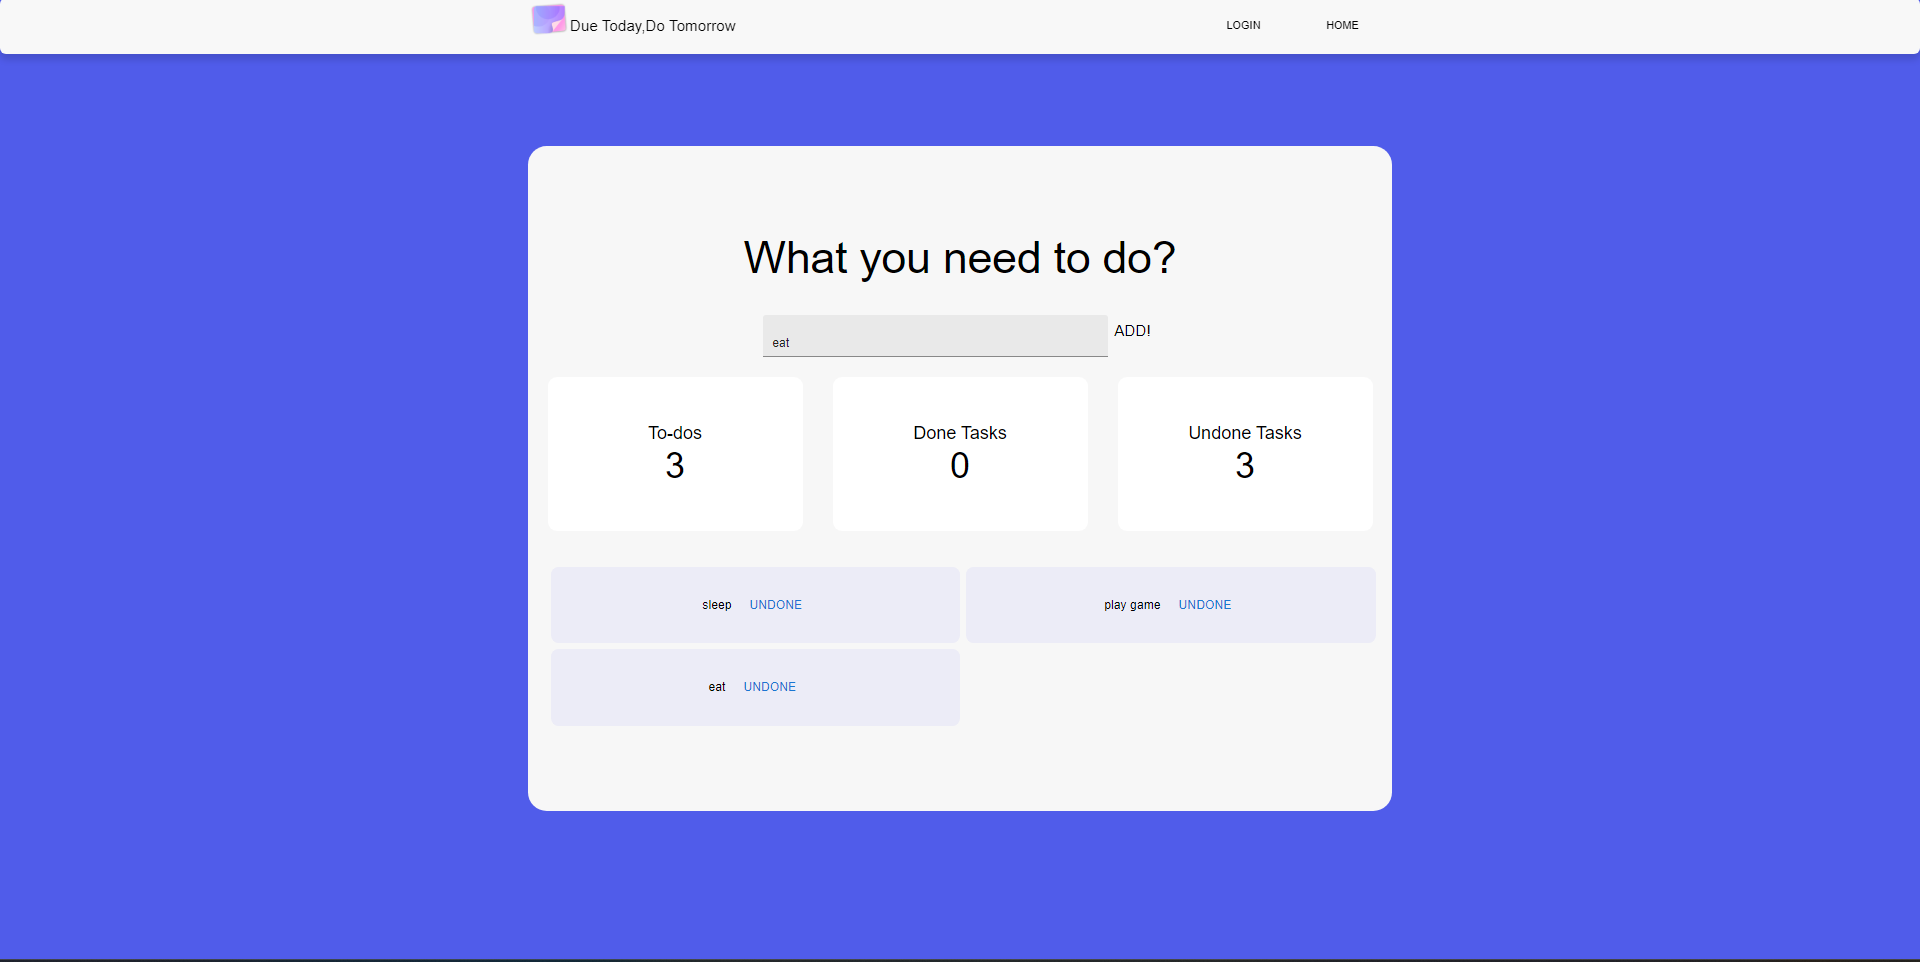 Due Today,Do Tomorrow
LOGIN
HOME
What you need to do?
eat
ADD!
To-dos
3
Done Tasks
0
Undone Tasks
3
sleep UNDONE
play game UNDONE
eat UNDONE